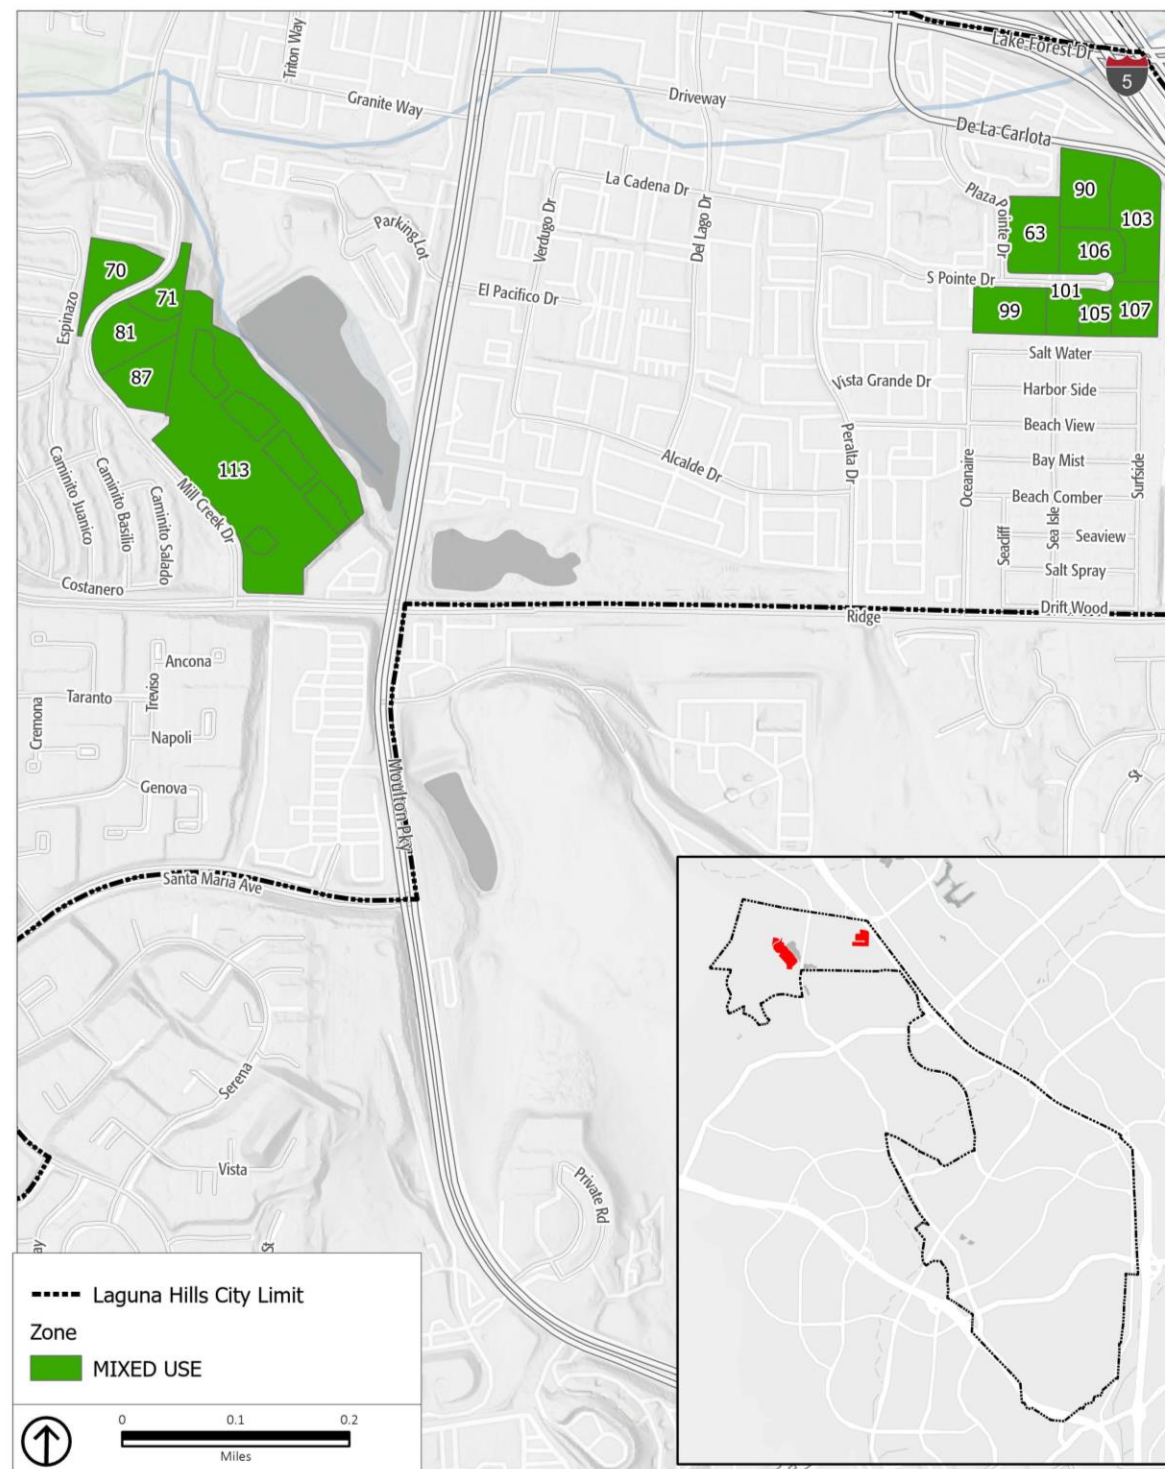 Lake Forest Dr
5
Triton Way
Granite Way
Driveway
De La Carlota
La Cadena Dr
Plaza
Pointe Dr
90
103
63
106
Parking Lot
Verdugo Dr
Del Lago Dr
S Pointe Dr
101
99
105
107
El Pacifico Dr
70
71
Espinazo
81
87
113
Salt Water
Vista Grande Dr
Harbor Side
Beach View
Alcalde Dr
Peralta Dr
Oceanaire
Bay Mist
Surfside
Beach Comber
Seacliff
Sea Isle
Seaview
Salt Spray
Drift Wood
Ridge
Caminito Juanico
Caminito Basilio
Caminito Salado
Mill Creek Dr
Costanero
Ancona
Taranto
Treviso
Cremona
Napoli
Genova
Moulton Pky
St
Santa Maria Ave
Serena
Vista
Private Rd
ay
St
Laguna Hills City Limit
Zone
MIXED USE
0 0.1 0.2
Miles